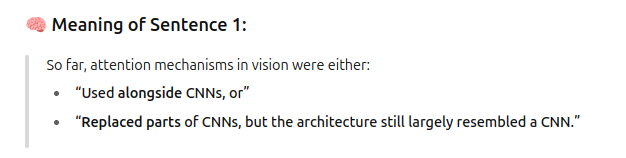 🧠 Meaning of Sentence 1:
So far, attention mechanisms in vision were either:
• “Used alongside CNNs, or”
• “Replaced parts of CNNs, but the architecture still largely resembled a CNN.”